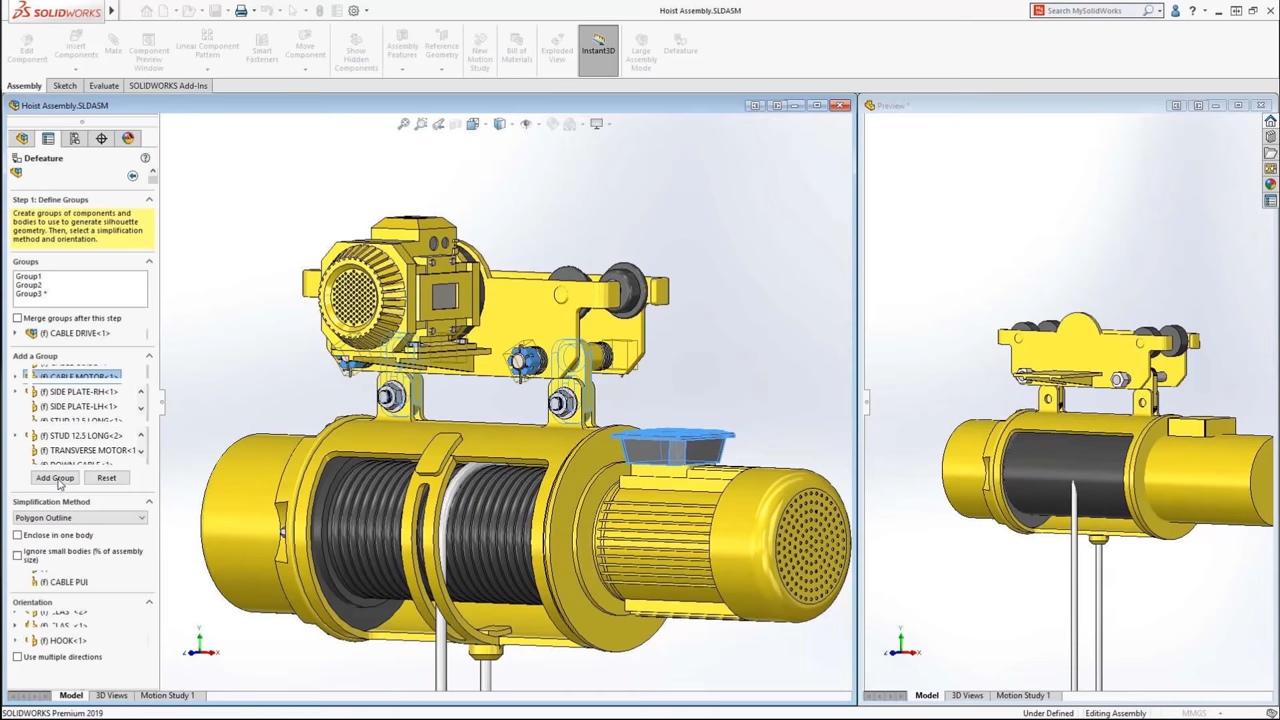 SOLIDWORKS
Hoist Assembly.SLDASM
Search MySolidWorks
Edit Component
Insert Components
Mate
Component Preview Window
Linear Component Pattern
Smart Fasteners
Move Component
Show Hidden Components
Assembly Features
Reference Geometry
New Motion Study
Bill of Materials
Exploded View
Instant3D
Large Assembly Mode
Defeature
Assembly
Sketch
Evaluate
SOLIDWORKS Add-Ins
Hoist Assembly.SLDASM
Preview *
Defeature
Step 1: Define Groups
Create groups of components and
bodies to use to generate silhouette
geometry. Then, select a simplification
method and orientation.
Groups
Group1
Group2
Group3 *
Merge groups after this step
(f) CABLE DRIVE<1>
Add a Group
(f) CABLE MOTOR<1>
(f) SIDE PLATE-RH<1>
(f) SIDE PLATE-LH<1>
(f) STUD 12.5 LONG<2>
(f) TRANSVERSE MOTOR<1
Add Group
Reset
Simplification Method
Polygon Outline
Enclose in one body
Ignore small bodies (% of assembly
size)
(f) CABLE PUI
Orientation
(f) HOOK<1>
Use multiple directions
Y
X
Z
Y
X
Z
Model
3D Views
Motion Study 1
Model
3D Views
Motion Study 1
SOLIDWORKS Premium 2019
Under Defined
Editing Assembly
MMGS